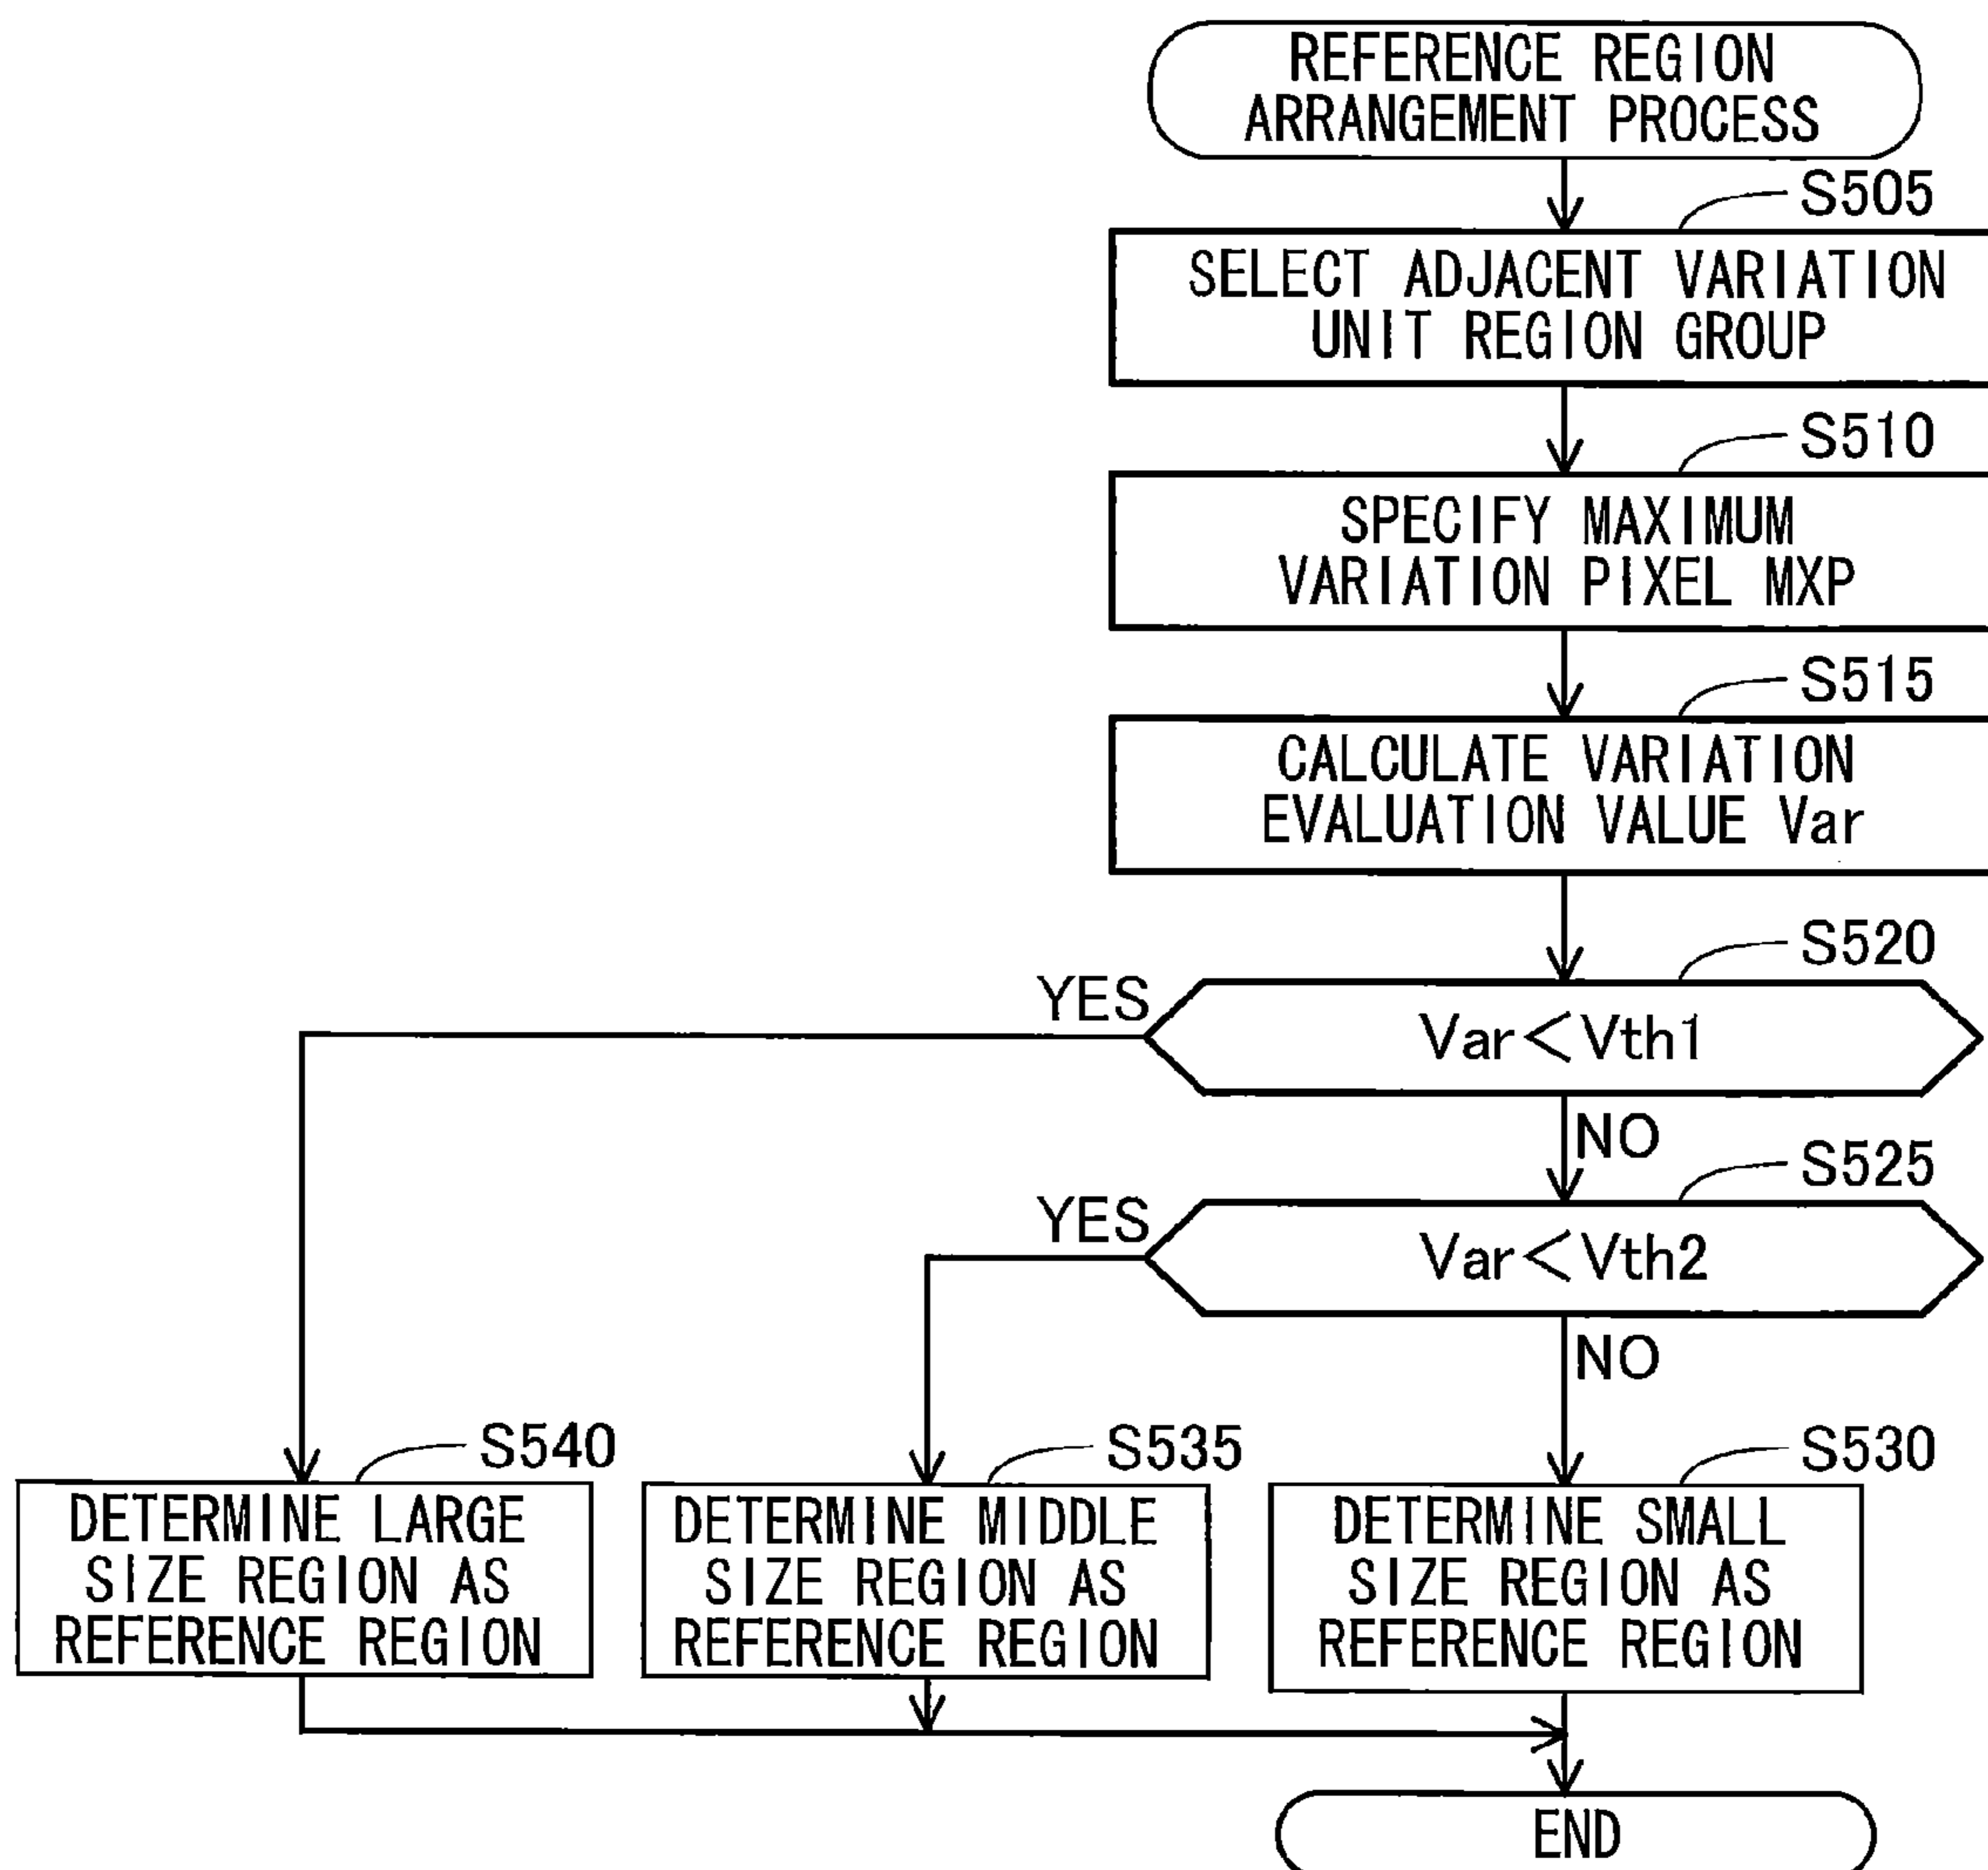 REFERENCE REGION
ARRANGEMENT PROCESS
S505
SELECT ADJACENT VARIATION
UNIT REGION GROUP
S510
SPECIFY MAXIMUM
VARIATION PIXEL MXP
S515
CALCULATE VARIATION
EVALUATION VALUE Var
S520
YES
Var<Vth1
NO
S525
YES
Var<Vth2
NO
S540
DETERMINE LARGE
SIZE REGION AS
REFERENCE REGION
S535
DETERMINE MIDDLE
SIZE REGION AS
REFERENCE REGION
S530
DETERMINE SMALL
SIZE REGION AS
REFERENCE REGION
END